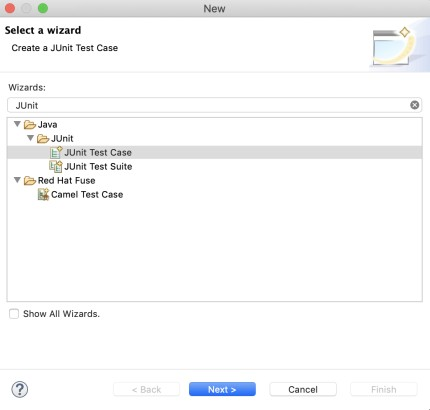 New
Select a wizard
Create a JUnit Test Case
Wizards:
JUnit
Java
JUnit
JUnit Test Case
JUnit Test Suite
Red Hat Fuse
Camel Test Case
Show All Wizards.
? < Back Next > Cancel Finish